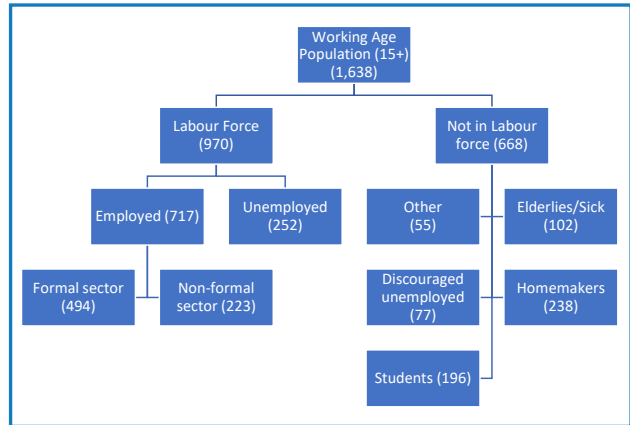 Working Age
Population (15+)
(1,638)
Labour Force
(970)
Not in Labour
force (668)
Employed (717)
Unemployed
(252)
Other
(55)
Elderlies/Sick
(102)
Formal sector
(494)
Non-formal
sector (223)
Discouraged
unemployed
(77)
Homemakers
(238)
Students (196)